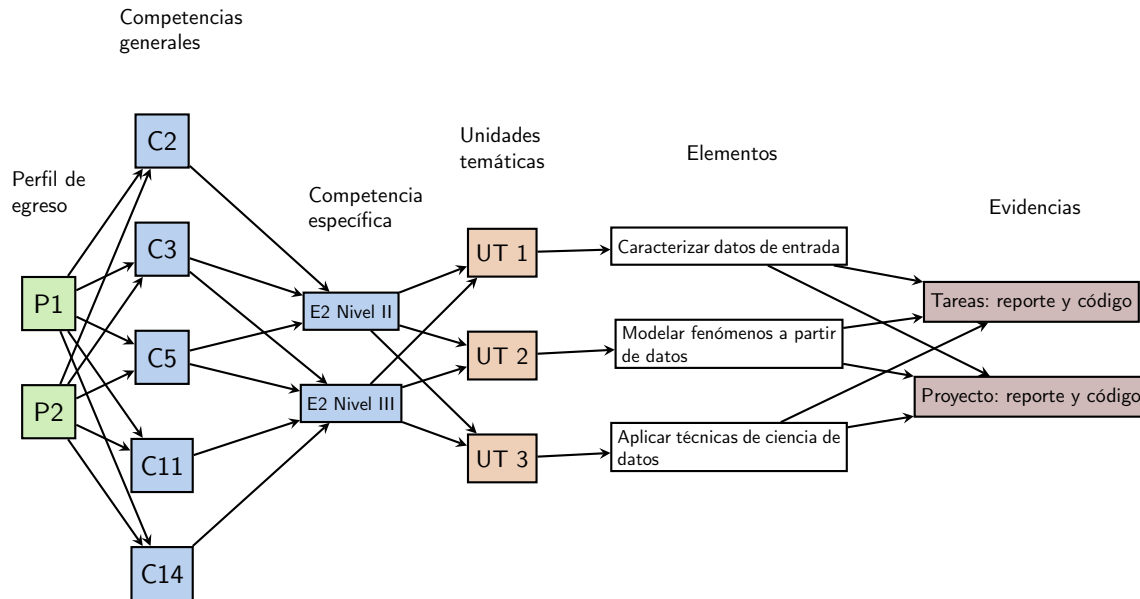 Competencias
generales
C2
Unidades
temáticas
Elementos
Perfil de
egreso
Competencia
específica
Evidencias
C3
UT 1
Caracterizar datos de entrada
P1
E2 Nivel II
Tareas: reporte y código
C5
UT 2
Modelar fenómenos a partir
de datos
P2
E2 Nivel III
Proyecto: reporte y código
C11
UT 3
Aplicar técnicas de ciencia de
datos
C14